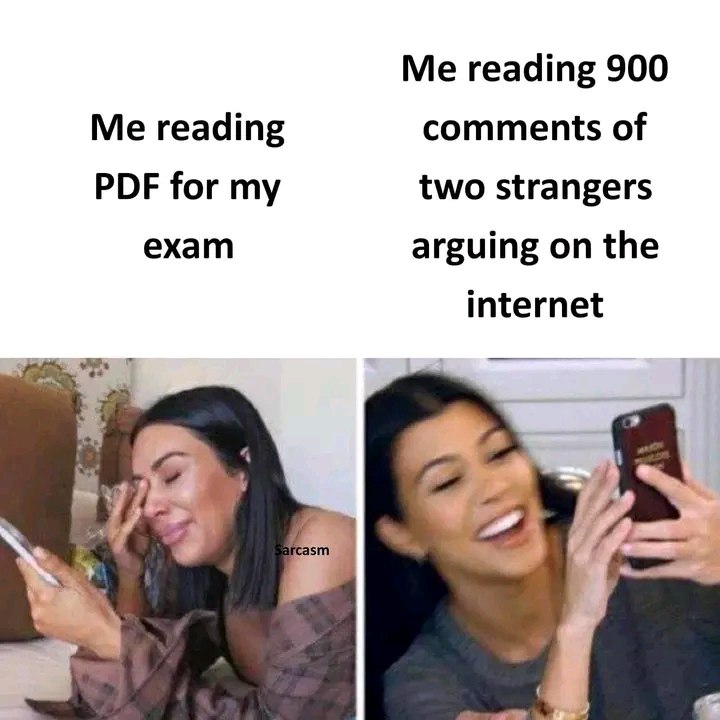 Me reading
PDF for my
exam
Me reading 900
comments of
two strangers
arguing on the
internet
Sarcasm